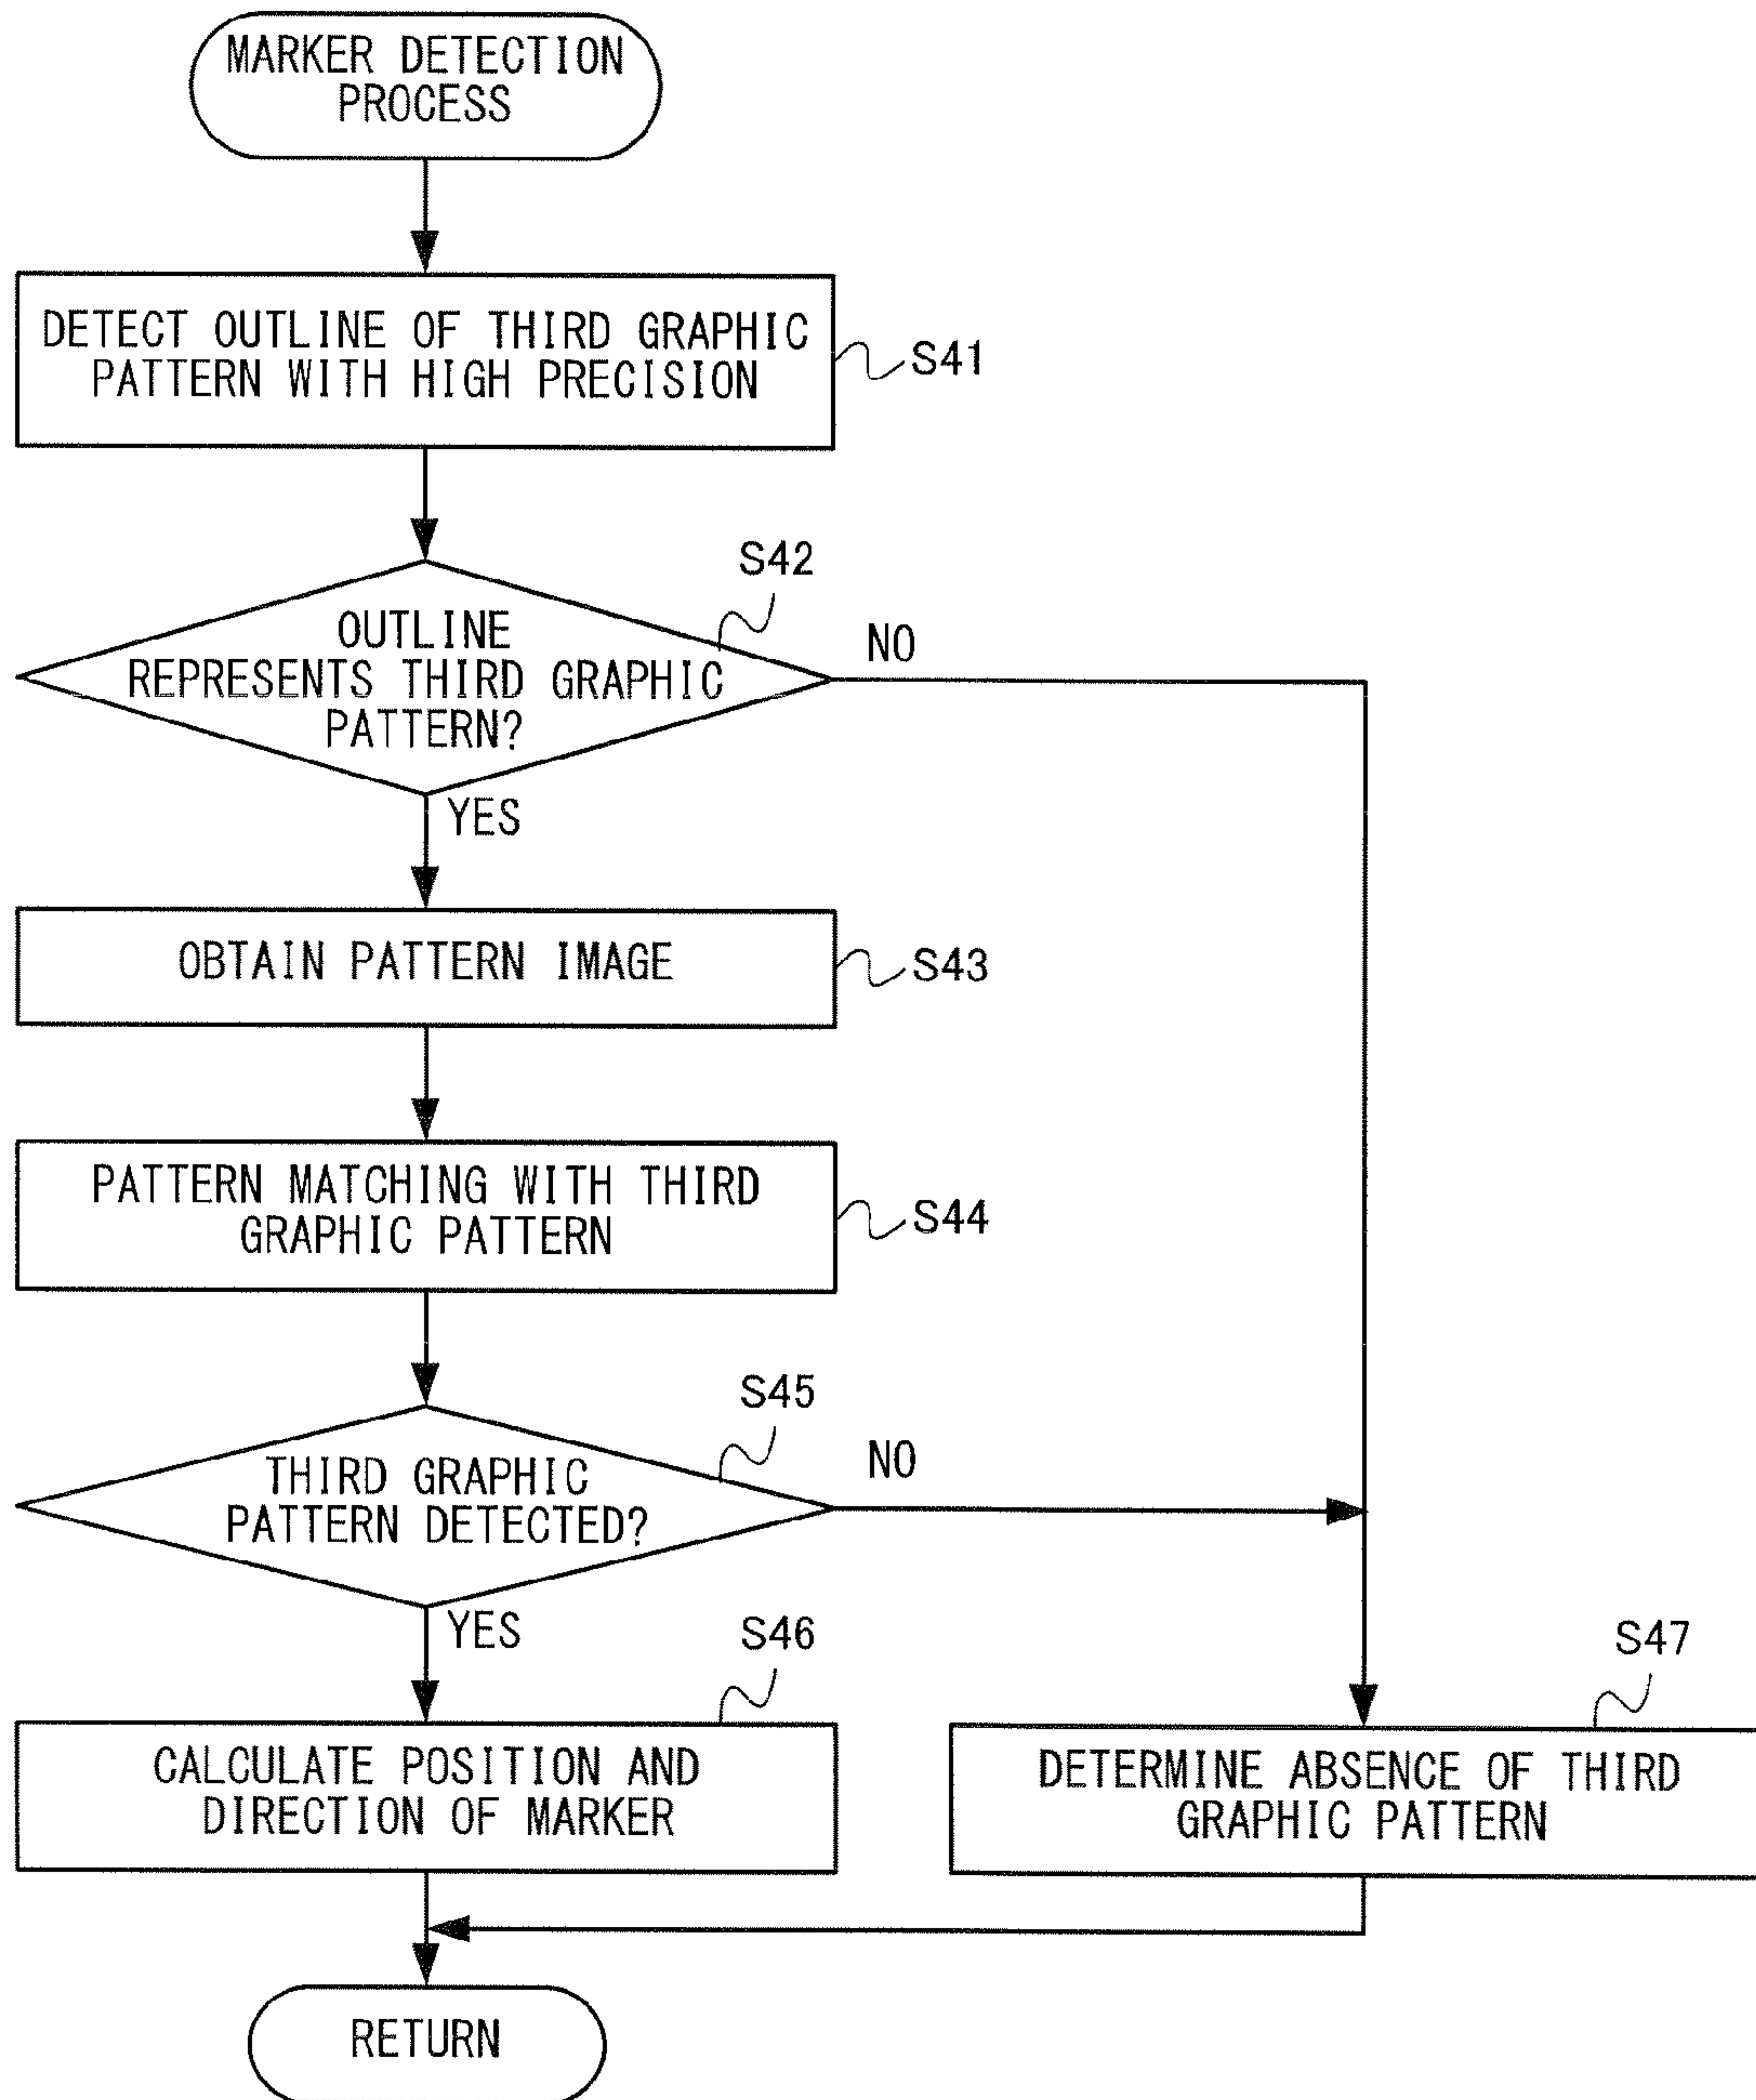 MARKER DETECTION
PROCESS
DETECT OUTLINE OF THIRD GRAPHIC
PATTERN WITH HIGH PRECISION
S41
S42
OUTLINE
REPRESENTS THIRD GRAPHIC
PATTERN?
NO
YES
OBTAIN PATTERN IMAGE
S43
PATTERN MATCHING WITH THIRD
GRAPHIC PATTERN
S44
S45
THIRD GRAPHIC
PATTERN DETECTED?
NO
YES
S46
CALCULATE POSITION AND
DIRECTION OF MARKER
S47
DETERMINE ABSENCE OF THIRD
GRAPHIC PATTERN
RETURN